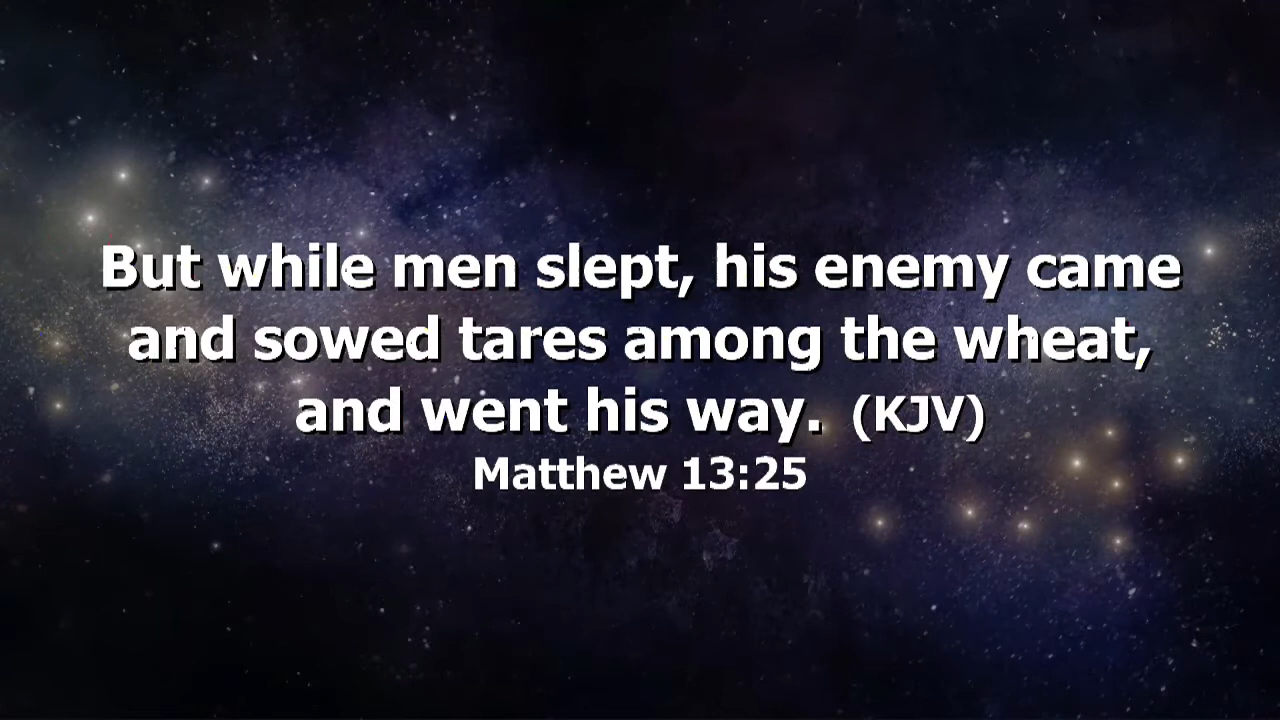 But while men slept, his enemy came
and sowed tares among the wheat,
and went his way. (KJV)
Matthew 13:25